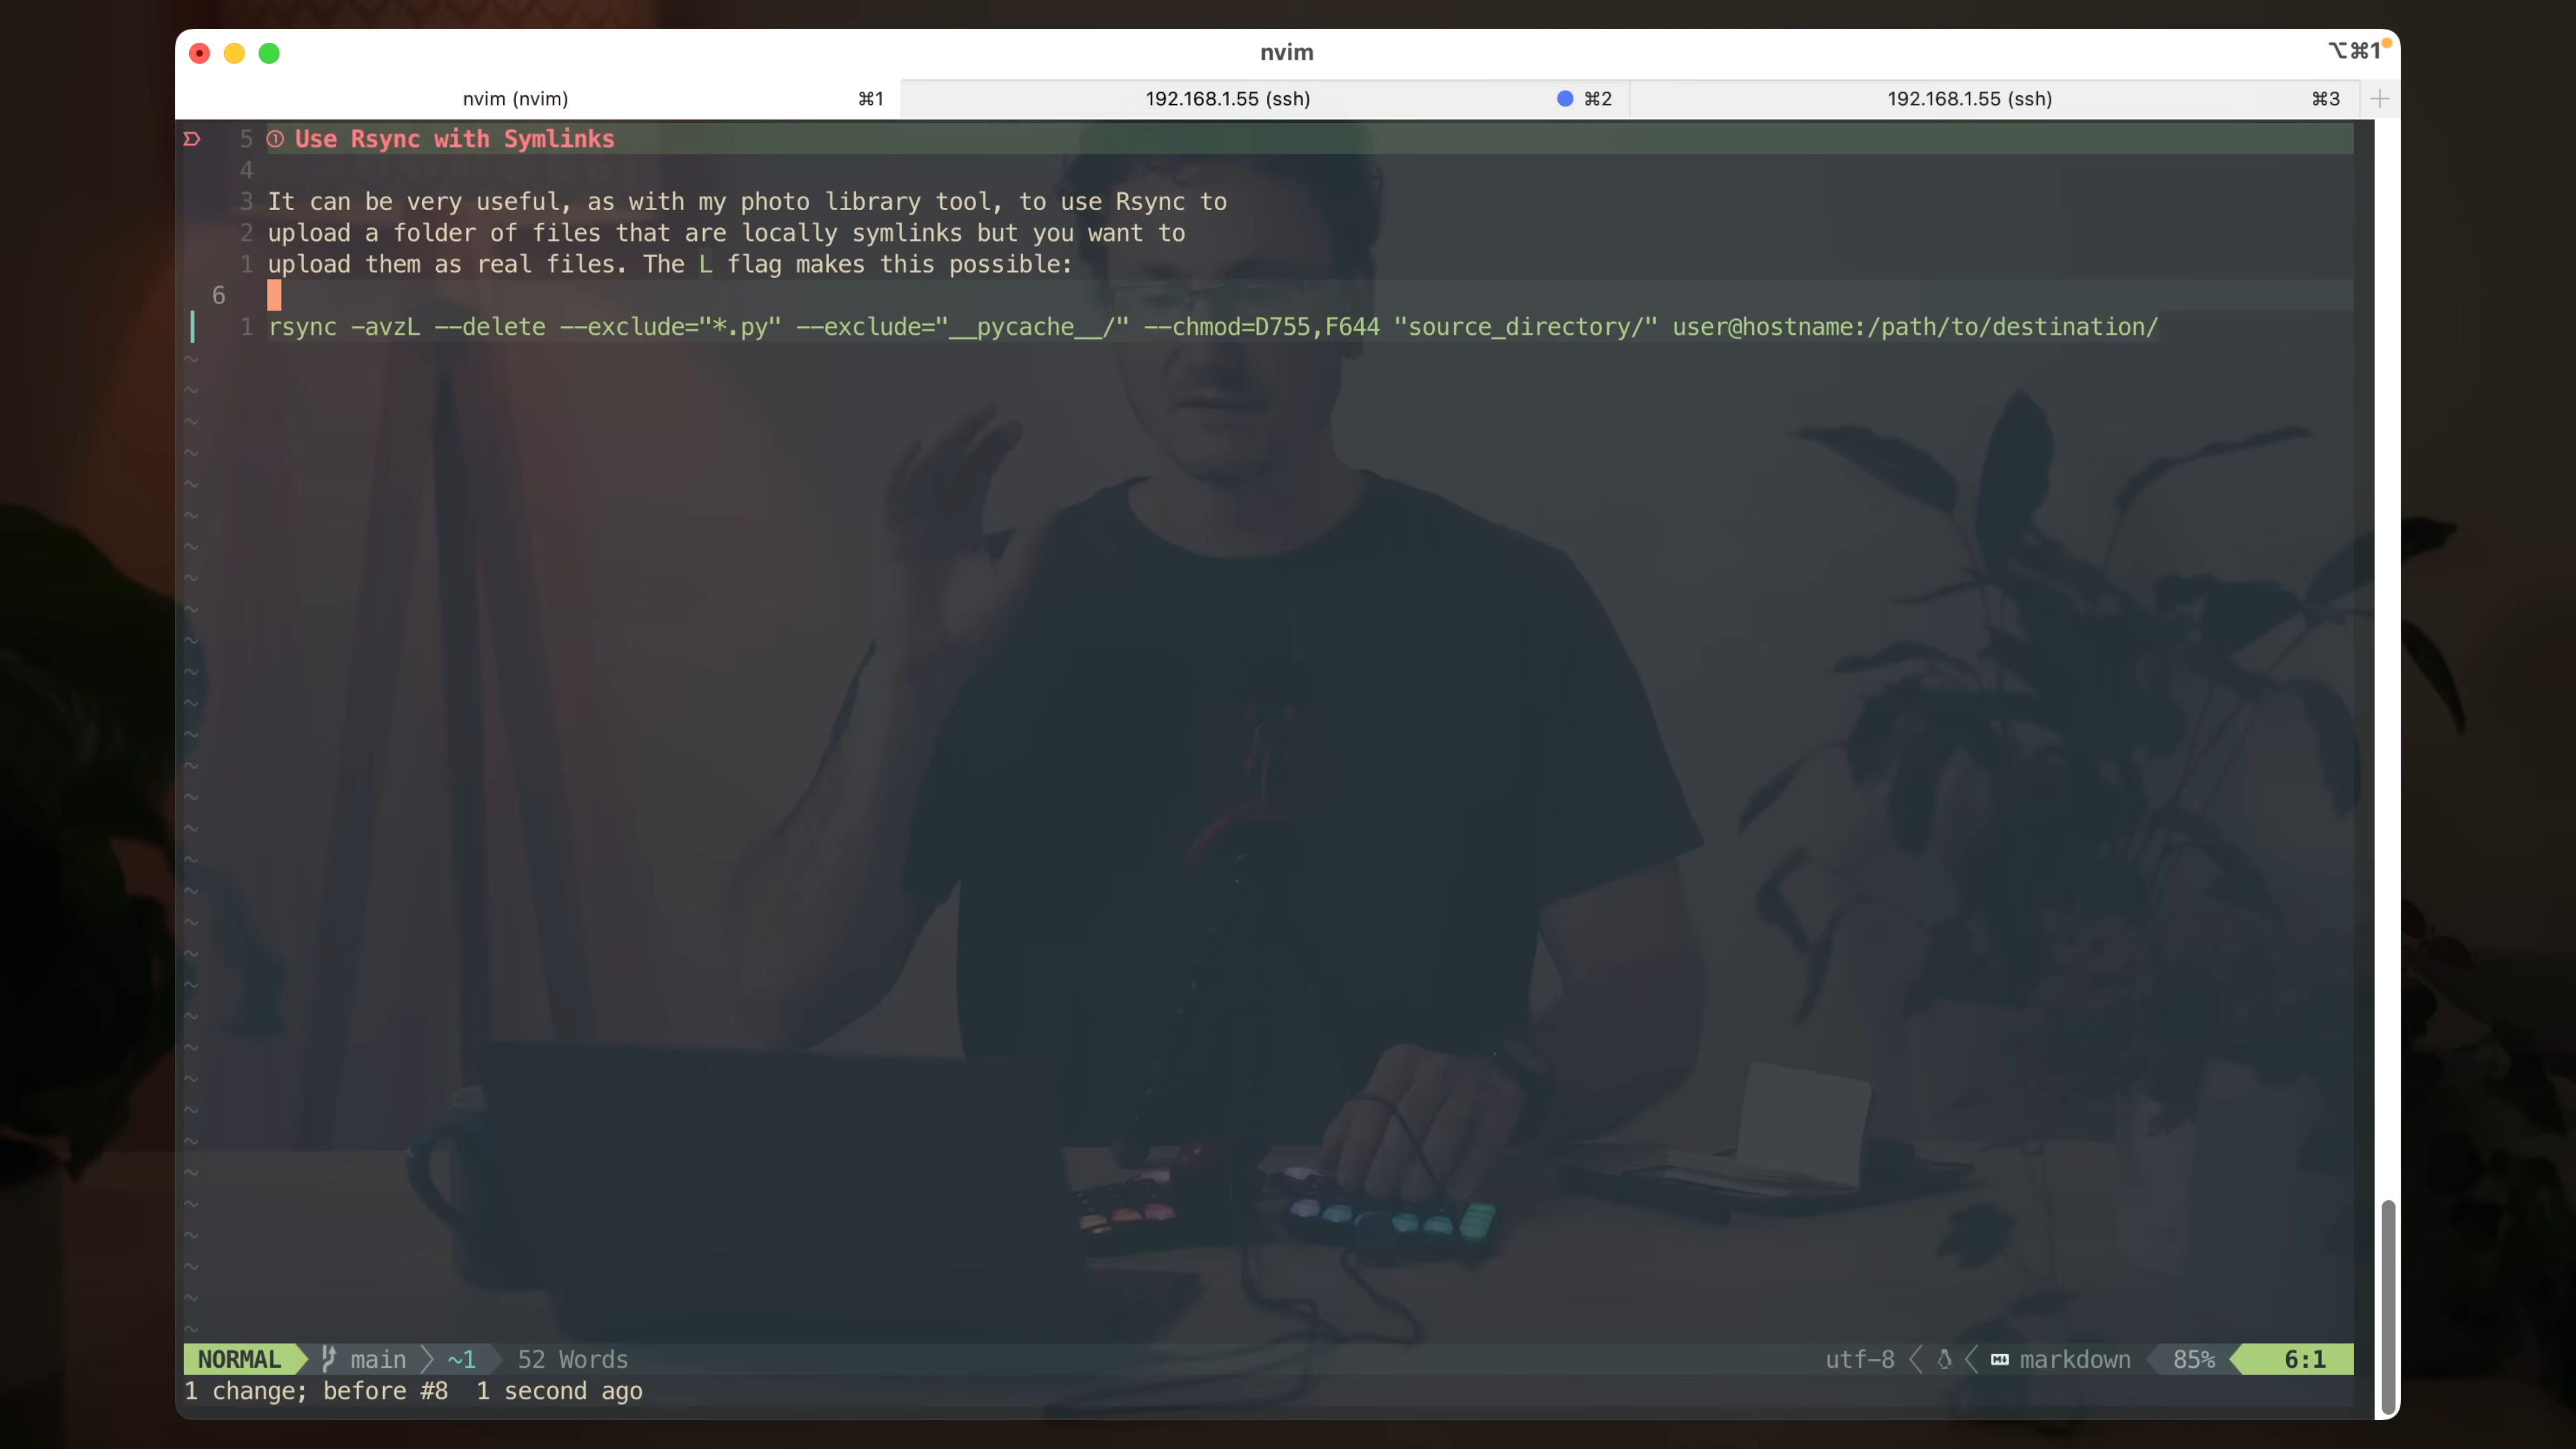 nvim
⌥⌘1
nvim (nvim) ⌘1
192.168.1.55 (ssh) ⌘2
192.168.1.55 (ssh) ⌘3
5 ① Use Rsync with Symlinks
4
3 It can be very useful, as with my photo library tool, to use Rsync to
2 upload a folder of files that are locally symlinks but you want to
1 upload them as real files. The L flag makes this possible:
6
1 rsync -avzL --delete --exclude="*.py" --exclude="__pycache__/" --chmod=D755,F644 "source_directory/" user@hostname:/path/to/destination/
NORMAL main ~1 52 Words utf-8 markdown 85% 6:1
1 change; before #8 1 second ago